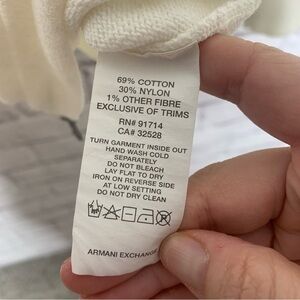 69% COTTON
30% NYLON
1% OTHER FIBRE
EXCLUSIVE OF TRIMS
RN# 91714
CA# 32528
TURN GARMENT INSIDE OUT
HAND WASH COLD
SEPARATELY
DO NOT BLEACH
LAY FLAT TO DRY
IRON ON REVERSE SIDE
AT LOW SETTING
DO NOT DRY CLEAN
ARMANI EXCHANGE